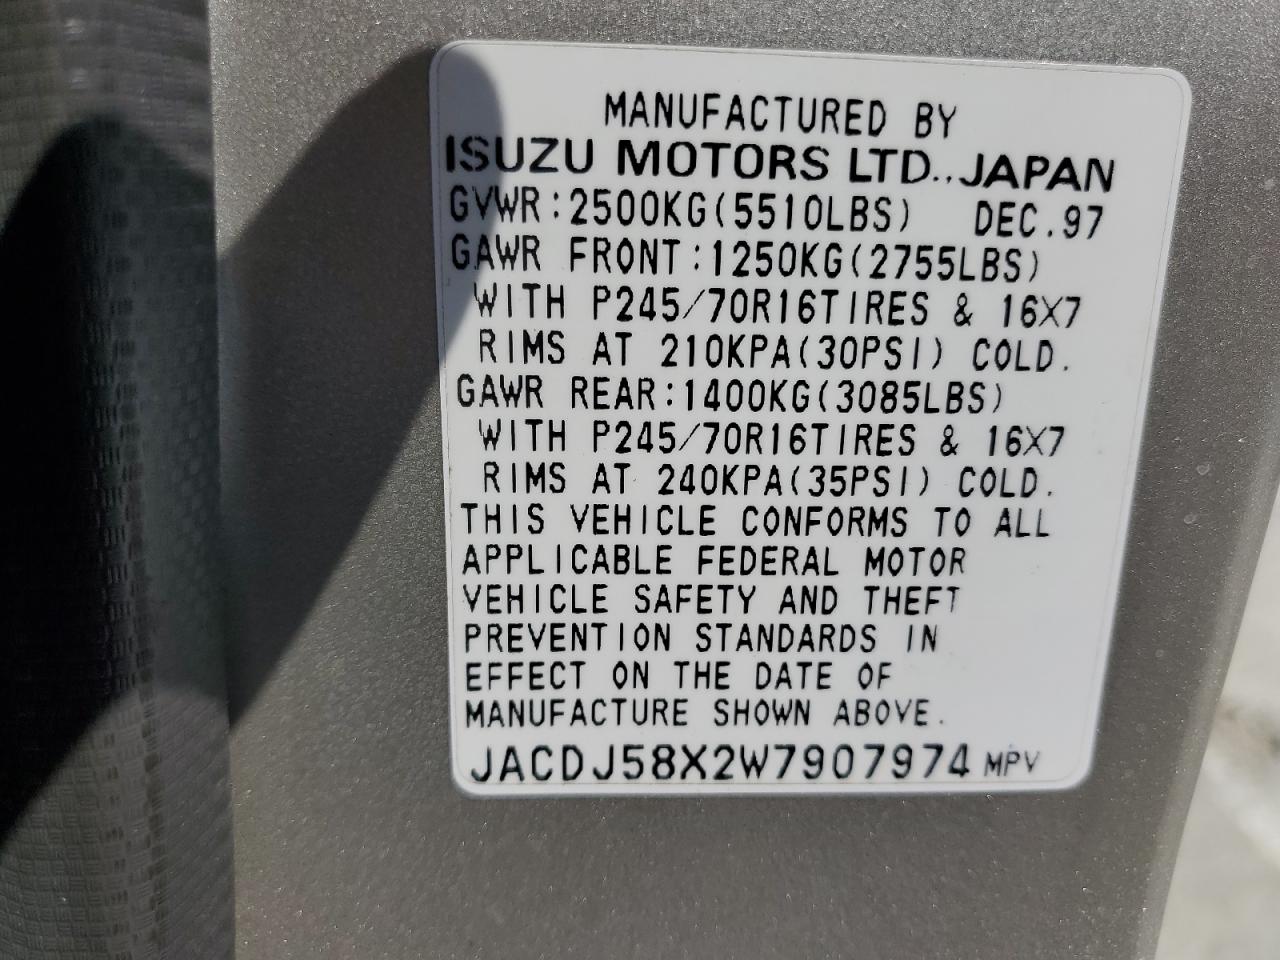 MANUFACTURED BY
ISUZU MOTORS LTD., JAPAN
GVWR:2500KG(5510LBS) DEC.97
GAWR FRONT:1250KG(2755LBS)
WITH P245/70R16TIRES & 16X7
RIMS AT 210KPA(30PSI) COLD.
GAWR REAR:1400KG(3085LBS)
WITH P245/70R16TIRES & 16X7
RIMS AT 240KPA(35PSI) COLD.
THIS VEHICLE CONFORMS TO ALL
APPLICABLE FEDERAL MOTOR
VEHICLE SAFETY AND THEFT
PREVENTION STANDARDS IN
EFFECT ON THE DATE OF
MANUFACTURE SHOWN ABOVE.
JACDJ58X2W7907974 MPV